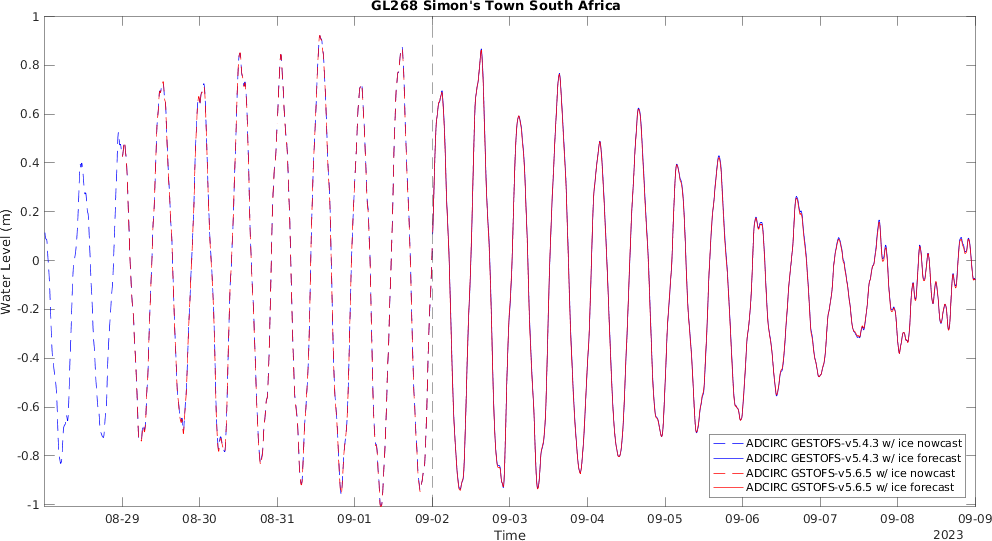 GL268 Simon's Town South Africa
1
0.8
0.6
0.4
0.2
0
-0.2
-0.4
-0.6
-0.8
-1
Water Level (m)
ADCIRC GESTOFS-v5.4.3 w/ ice nowcast
ADCIRC GESTOFS-v5.4.3 w/ ice forecast
ADCIRC GSTOFS-v5.6.5 w/ ice nowcast
ADCIRC GSTOFS-v5.6.5 w/ ice forecast
08-29 08-30 08-31 09-01 09-02 09-03 09-04 09-05 09-06 09-07 09-08 09-09
Time
2023